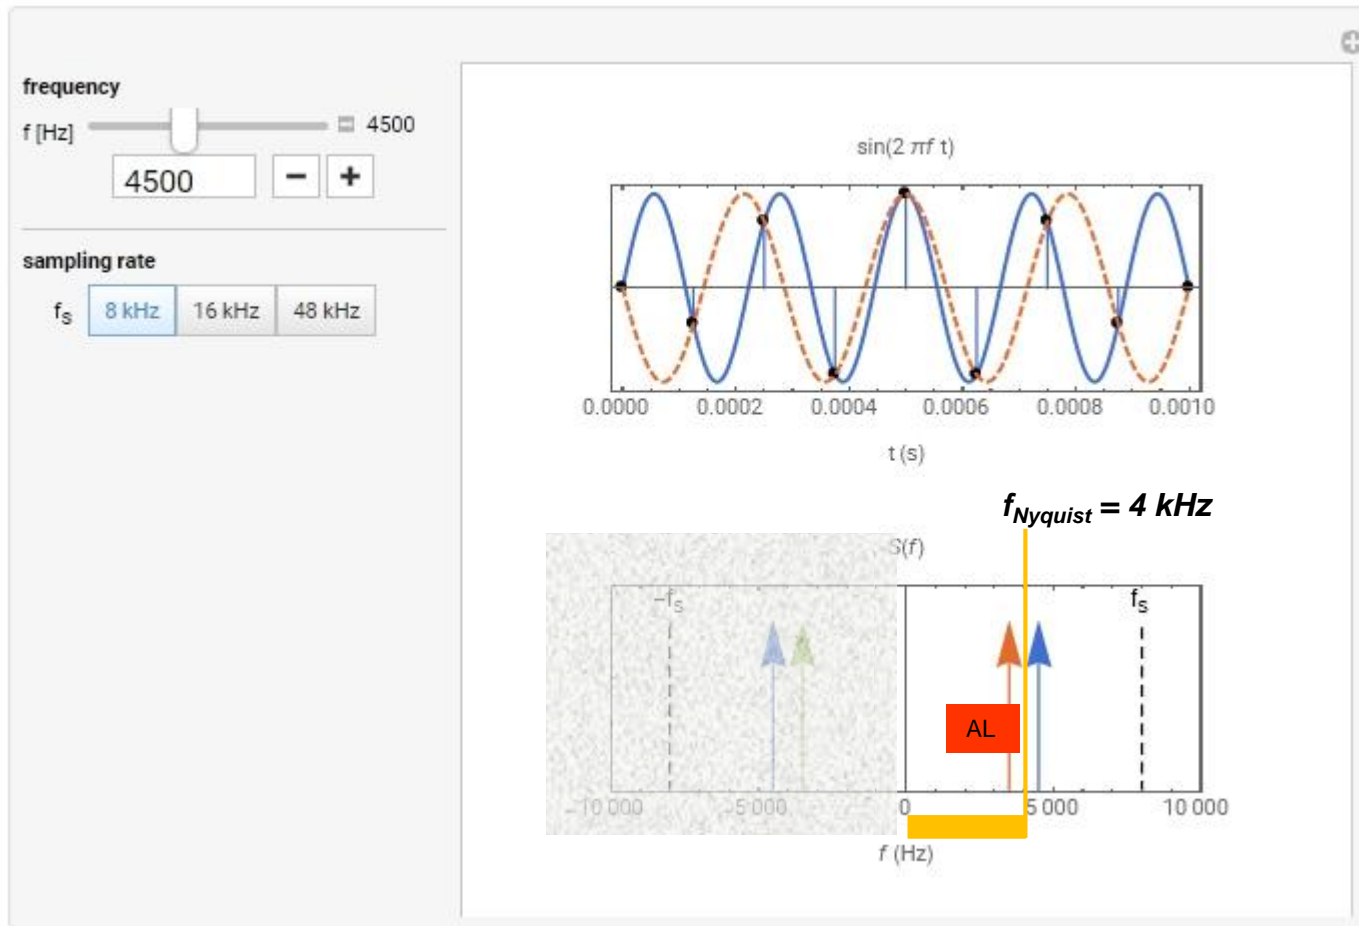 frequency
f [Hz] 4500
4500 − +
sampling rate
fs 8 kHz 16 kHz 48 kHz
sin(2 πf t)
0.0000 0.0002 0.0004 0.0006 0.0008 0.0010
t (s)
fNyquist = 4 kHz
S(f)
−fs fs
AL
−10 000 −5 000 0 5 000 10 000
f (Hz)